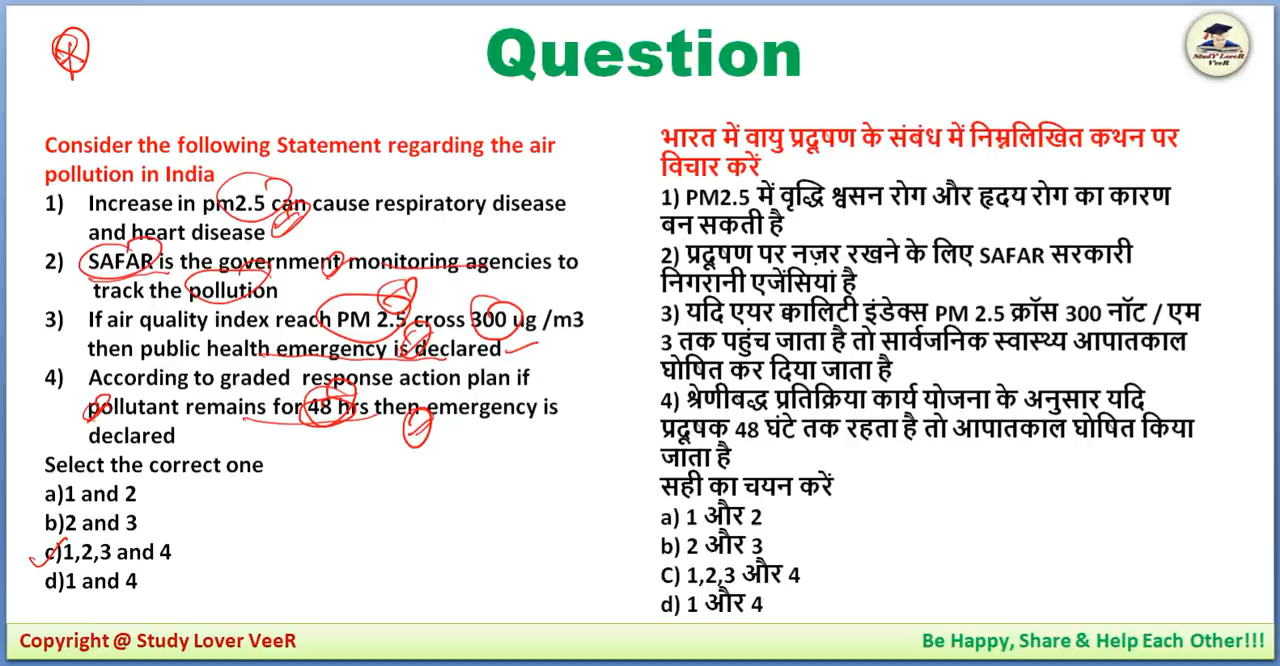 Question
StudY LoveR
VeeR
Consider the following Statement regarding the air
pollution in India
1) Increase in pm2.5 can cause respiratory disease
and heart disease
2) SAFAR is the government monitoring agencies to
track the pollution
3) If air quality index reach PM 2.5 cross 300 ug /m3
then public health emergency is declared
4) According to graded response action plan if
pollutant remains for 48 hrs then emergency is
declared
Select the correct one
a)1 and 2
b)2 and 3
c)1,2,3 and 4
d)1 and 4
भारत में वायु प्रदूषण के संबंध में निम्नलिखित कथन पर
विचार करें
1) PM2.5 में वृद्धि श्वसन रोग और हृदय रोग का कारण
बन सकती है
2) प्रदूषण पर नज़र रखने के लिए SAFAR सरकारी
निगरानी एजेंसियां है
3) यदि एयर क्वालिटी इंडेक्स PM 2.5 क्रॉस 300 नॉट / एम
3 तक पहुंच जाता है तो सार्वजनिक स्वास्थ्य आपातकाल
घोषित कर दिया जाता है
4) श्रेणीबद्ध प्रतिक्रिया कार्य योजना के अनुसार यदि
प्रदूषक 48 घंटे तक रहता है तो आपातकाल घोषित किया
जाता है
सही का चयन करें
a) 1 और 2
b) 2 और 3
C) 1,2,3 और 4
d) 1 और 4
Copyright @ Study Lover VeeR
Be Happy, Share & Help Each Other!!!